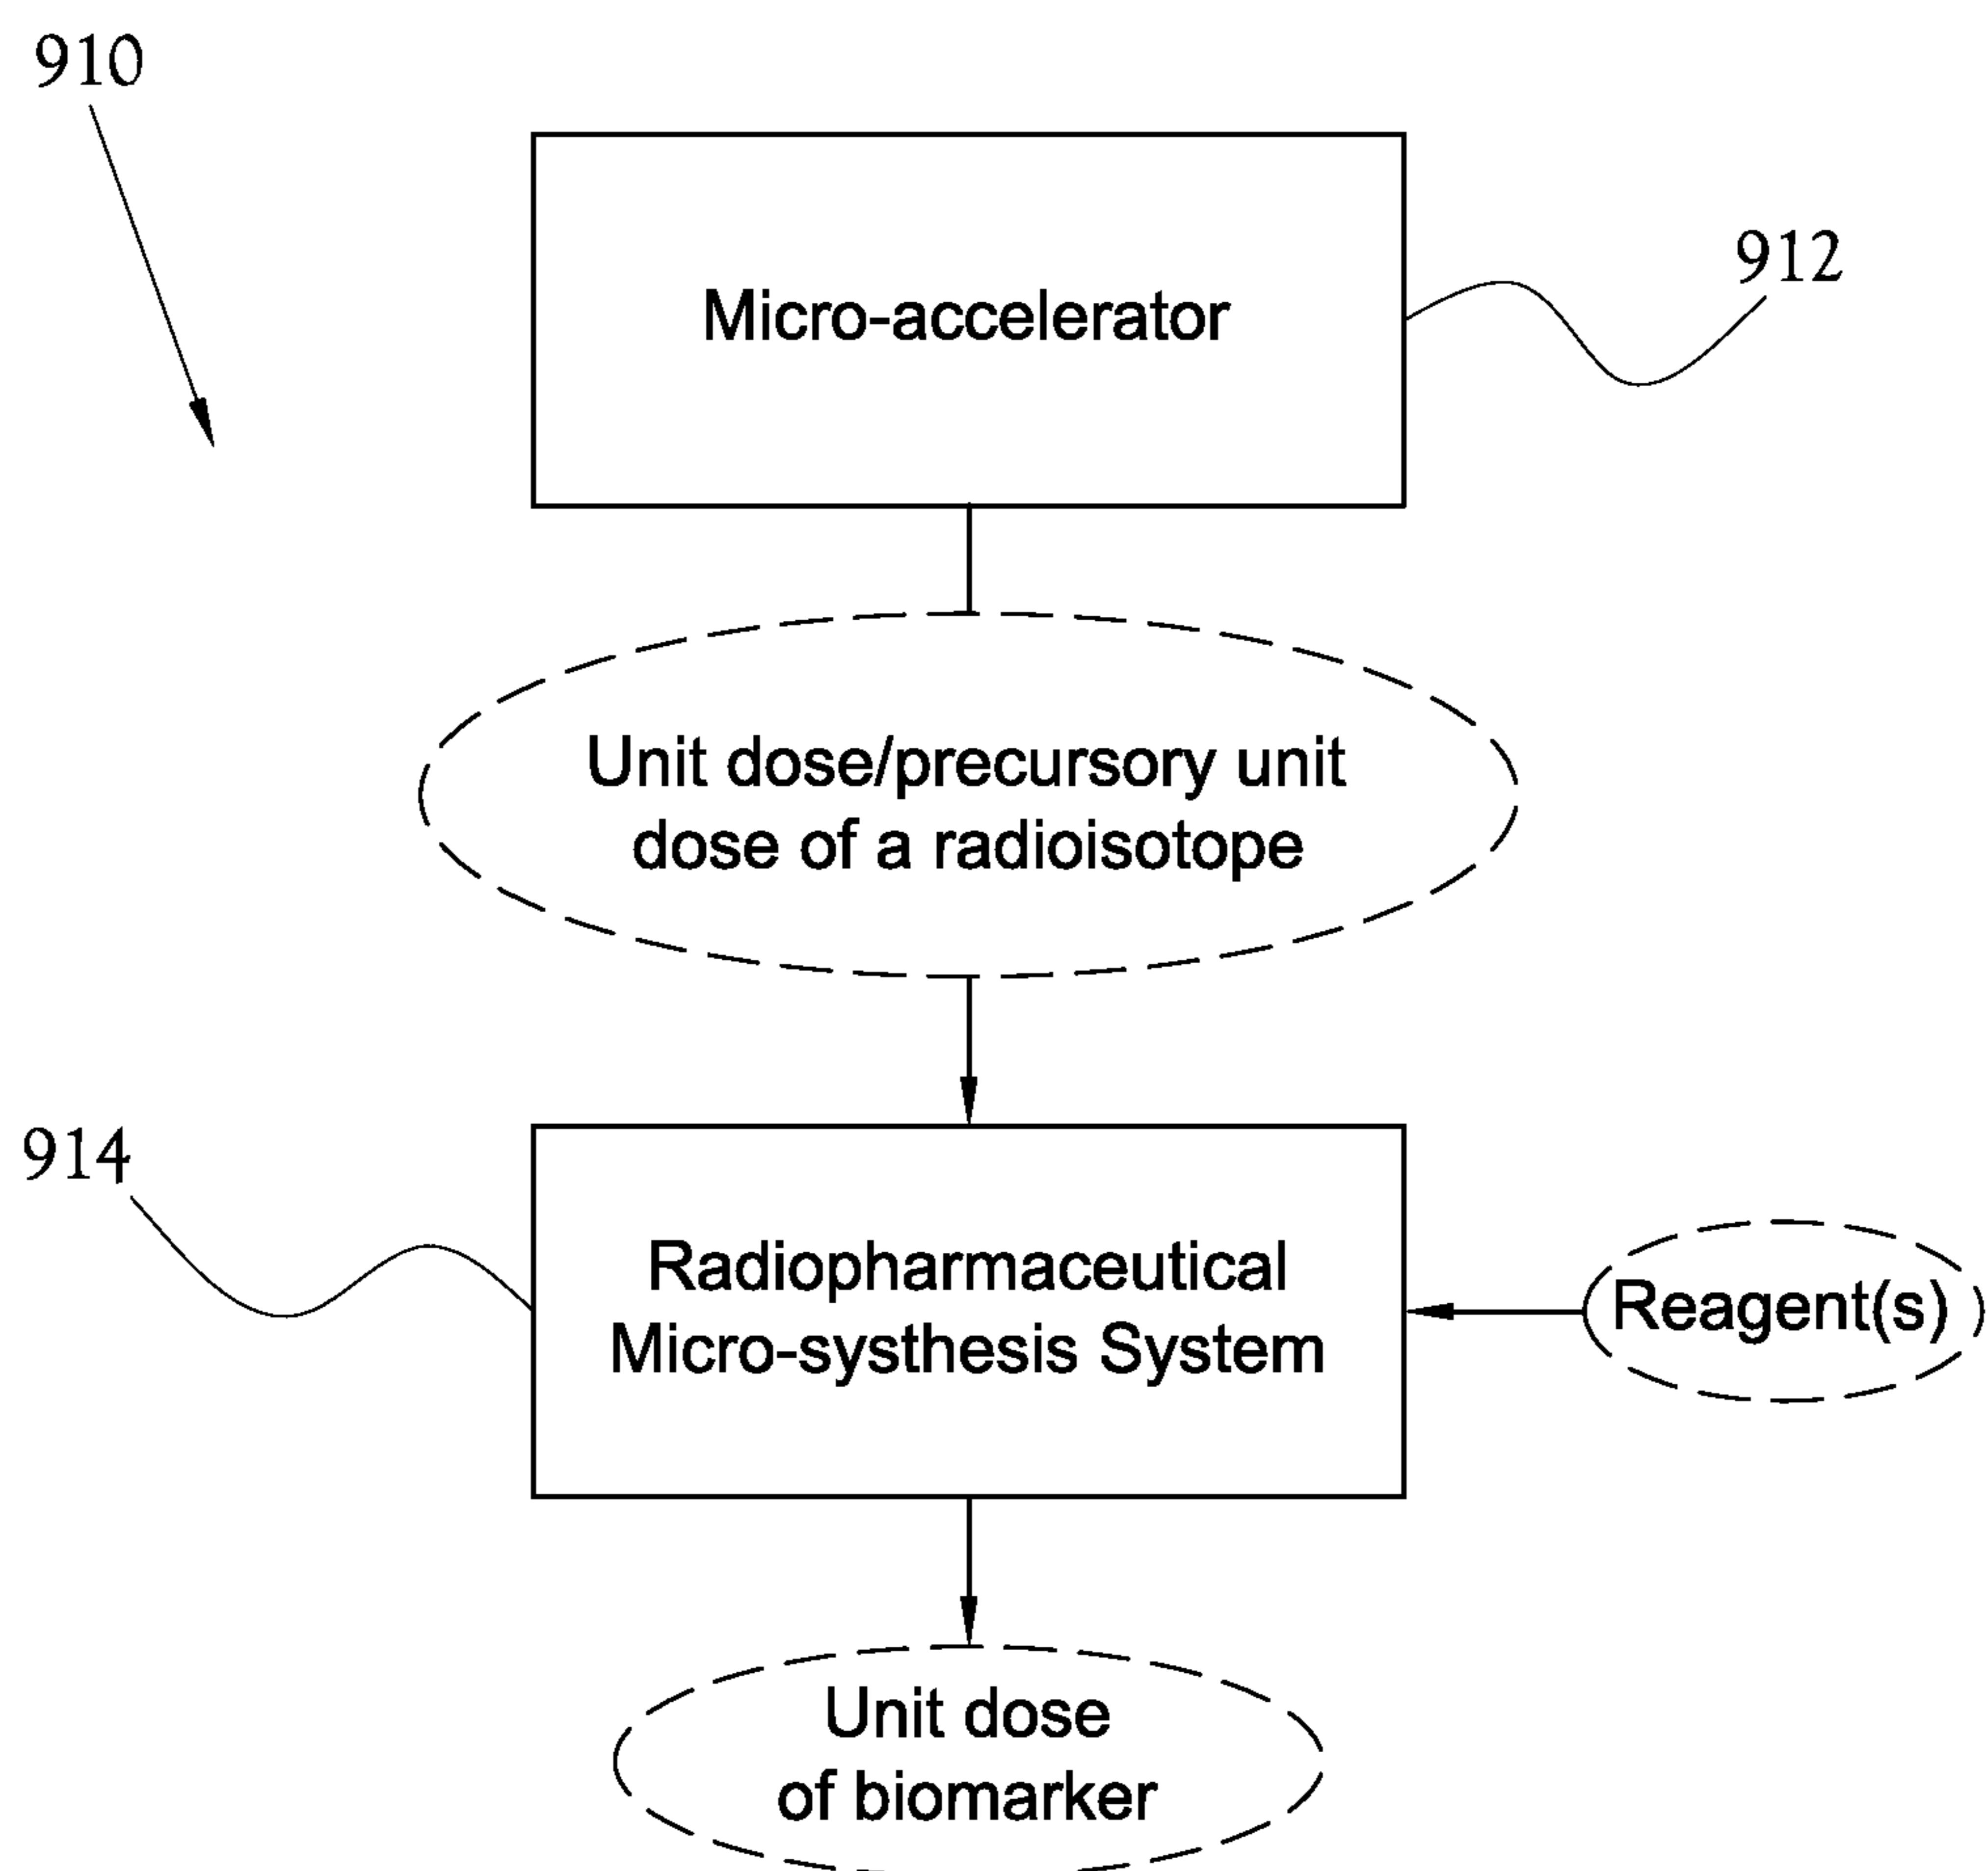 910
Micro-accelerator
912
Unit dose/precursory unit
dose of a radioisotope
914
Radiopharmaceutical
Micro-systhesis System
Reagent(s)
Unit dose
of biomarker